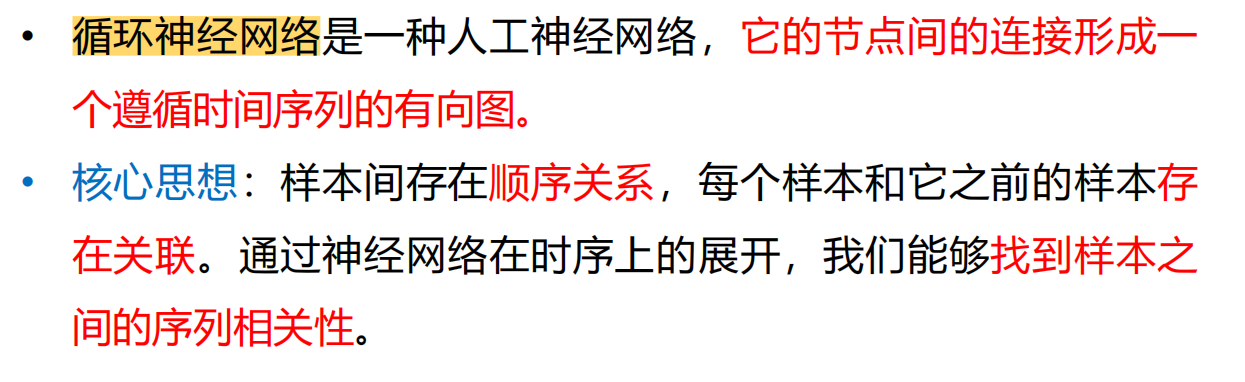 • 循环神经网络是一种人工神经网络，它的节点间的连接形成一
个遵循时间序列的有向图。
• 核心思想：样本间存在顺序关系，每个样本和它之前的样本存
在关联。通过神经网络在时序上的展开，我们能够找到样本之
间的序列相关性。